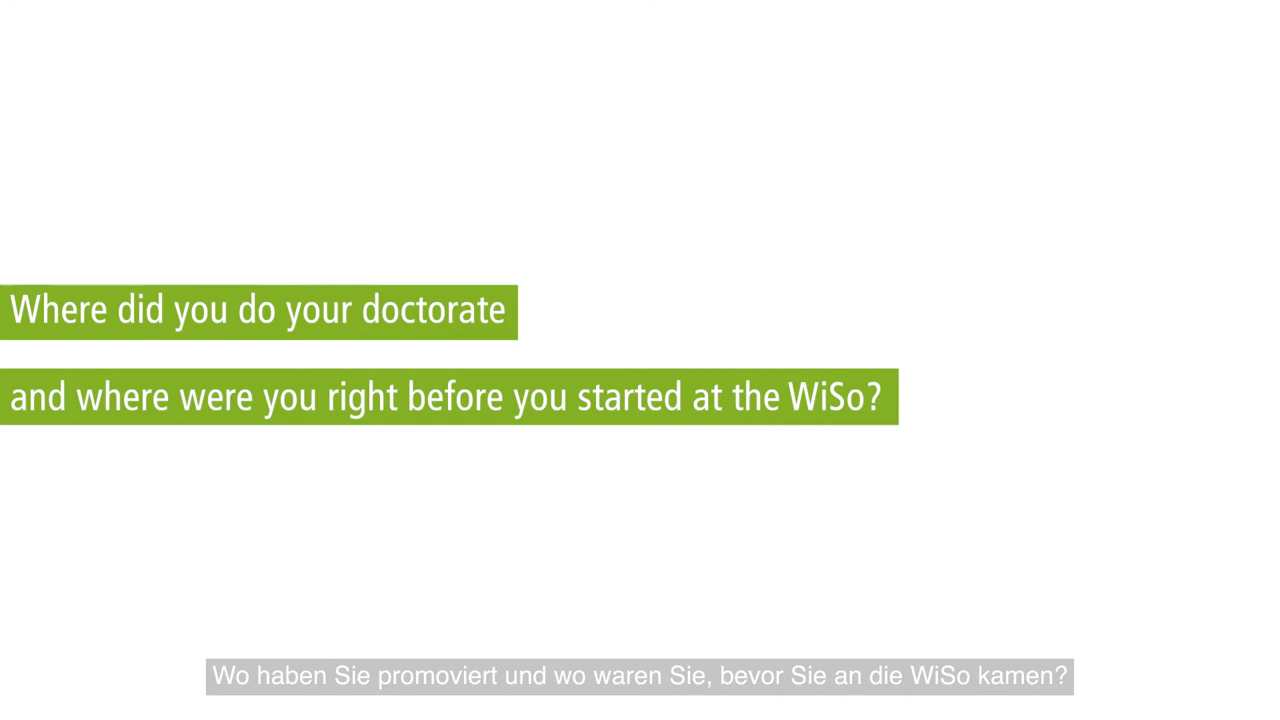 Where did you do your doctorate
and where were you right before you started at the WiSo?
Wo haben Sie promoviert und wo waren Sie, bevor Sie an die WiSo kamen?